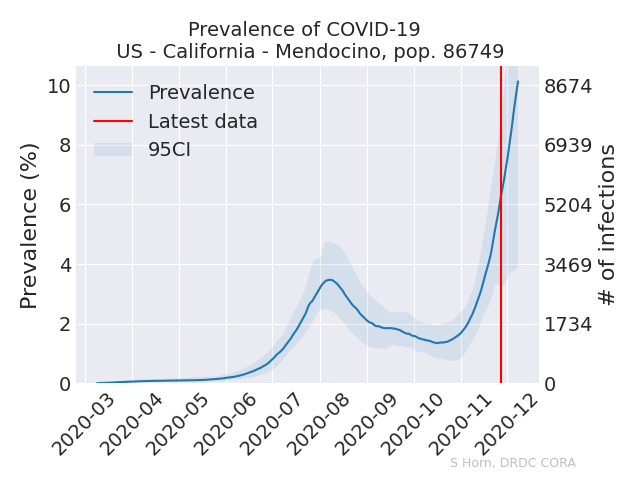 Prevalence of COVID-19
US - California - Mendocino, pop. 86749
Prevalence
Latest data
95CI
Prevalence (%)
10
8
6
4
2
0
8674
6939
5204
3469
1734
0
# of infections
2020-03
2020-04
2020-05
2020-06
2020-07
2020-08
2020-09
2020-10
2020-11
2020-12
S Horn, DRDC CORA